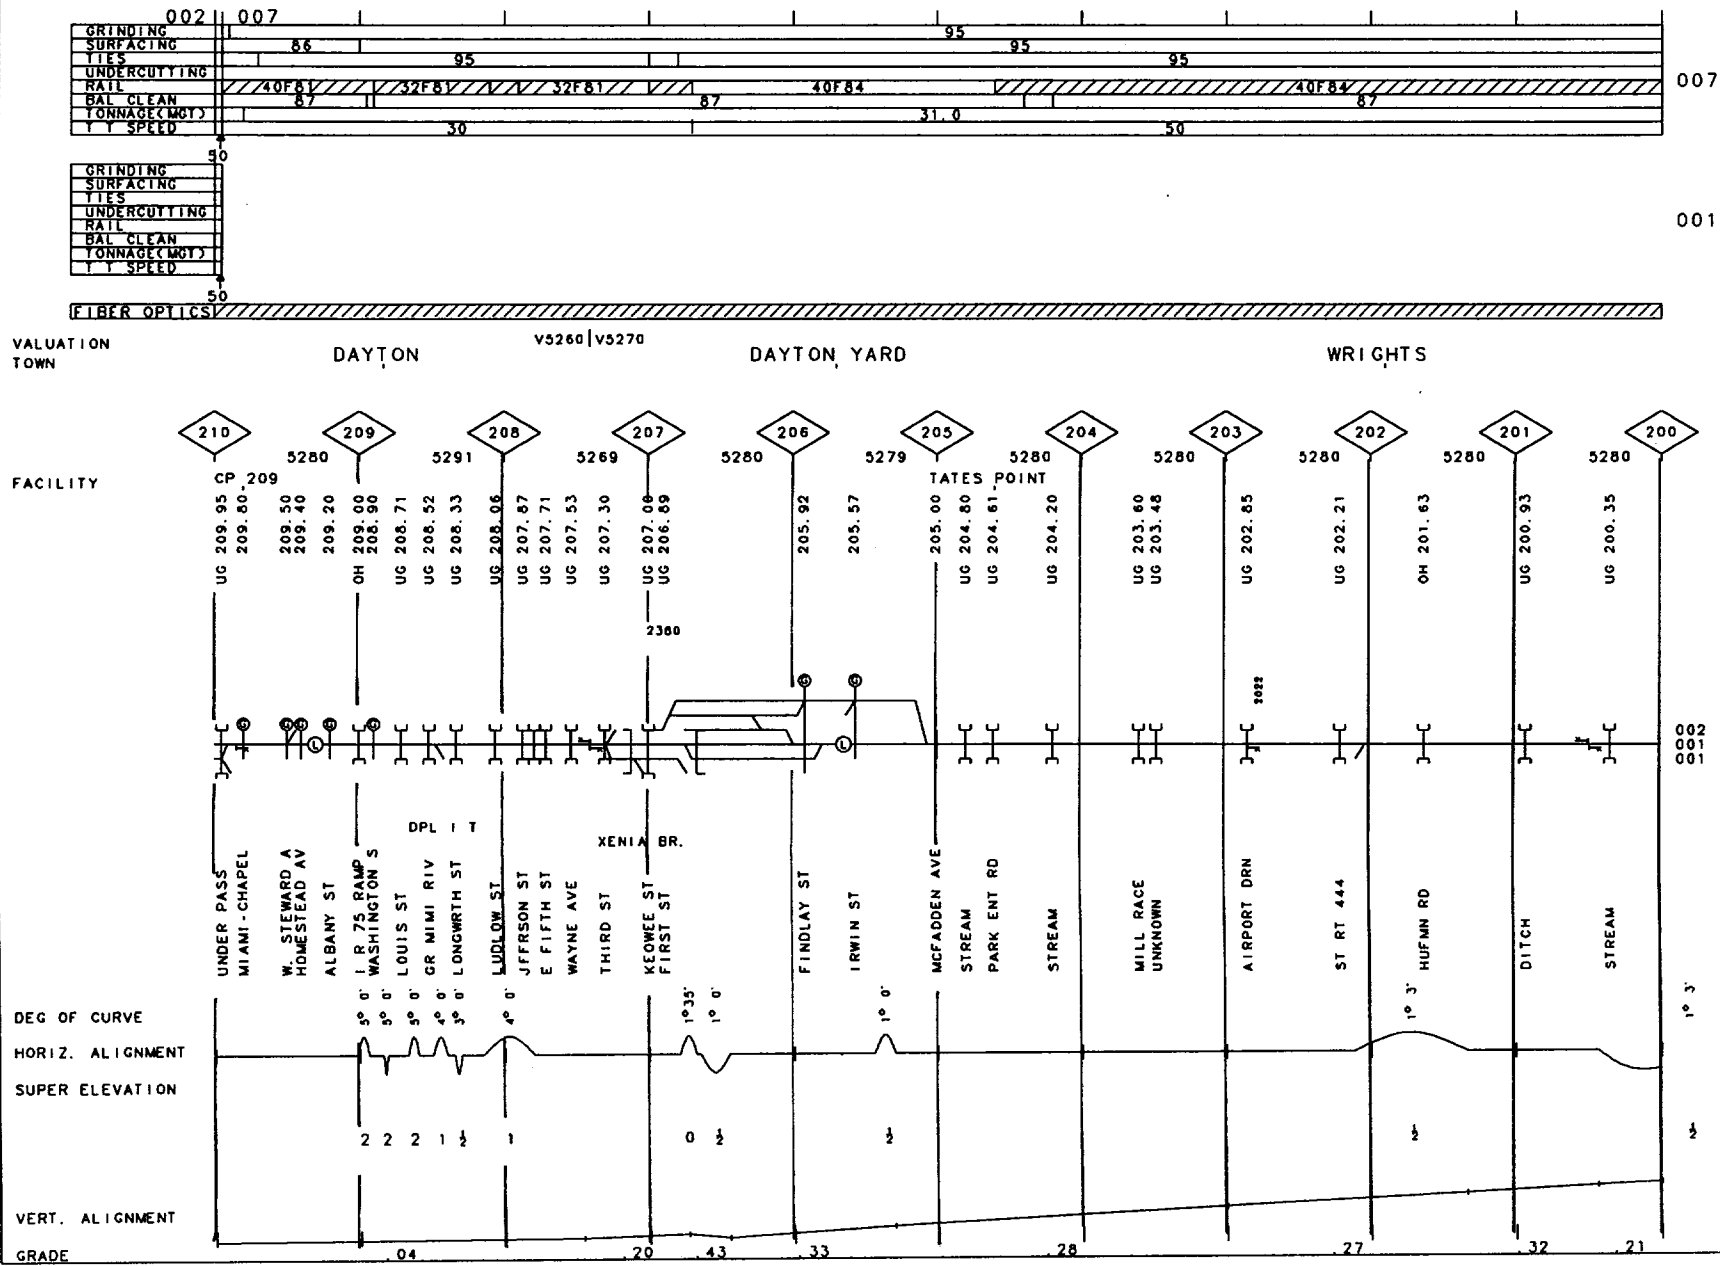 002 007
GRINDING 95
SURFACING 86 95
TIES 95 95
UNDERCUTTING
RAIL 40F81 32F81 32F81 40F84 40F84
007
BAL CLEAN 87 87 87
TONNAGE(MGT) 31.0
T T SPEED 30 50
50
GRINDING
SURFACING
TIES
UNDERCUTTING
RAIL
001
BAL CLEAN
TONNAGE(MGT)
T T SPEED
50
FIBER OPTICS
VALUATION V5260|V5270
TOWN DAYTON DAYTON YARD WRIGHTS
210 209 208 207 206 205 204 203 202 201 200
5280 5291 5269 5280 5279 5280 5280 5280 5280 5280
FACILITY CP 209 TATES POINT
UG 209.95
209.80
209.50
209.40
209.20
OH 209.00
208.90
UG 208.71
UG 208.52
UG 208.33
UG 208.06
UG 207.87
UG 207.71
UG 207.53
UG 207.30
UG 207.08
UG 206.89
205.92
205.57
205.00
UG 204.80
UG 204.61
UG 204.20
UG 203.60
UG 203.48
UG 202.85
UG 202.21
OH 201.63
UG 200.93
UG 200.35
2360
2022
G G G G G G G
L L
002
001
001
DPL I T
XENIA BR.
UNDER PASS
MIAMI-CHAPEL
W. STEWARD A
HOMESTEAD AV
ALBANY ST
I R 75 RAMP
WASHINGTON S
LOUIS ST
GR MIMI RIV
LONGWRTH ST
LUDLOW ST
JFFRSON ST
E FIFTH ST
WAYNE AVE
THIRD ST
KEOWEE ST
FIRST ST
FINDLAY ST
IRWIN ST
MCFADDEN AVE
STREAM
PARK ENT RD
STREAM
MILL RACE
UNKNOWN
AIRPORT DRN
ST RT 444
HUFMN RD
DITCH
STREAM
DEG OF CURVE 5° 0' 5° 0' 5° 0' 4° 0' 3° 0' 4° 0' 1° 35' 1° 0' 1° 0' 1° 3' 1° 3'
HORIZ. ALIGNMENT
SUPER ELEVATION
2 2 2 1 ½ 1 0 ½ ½ ½ ½
VERT. ALIGNMENT
GRADE .04 .20 .43 .33 .28 .27 .32 .21